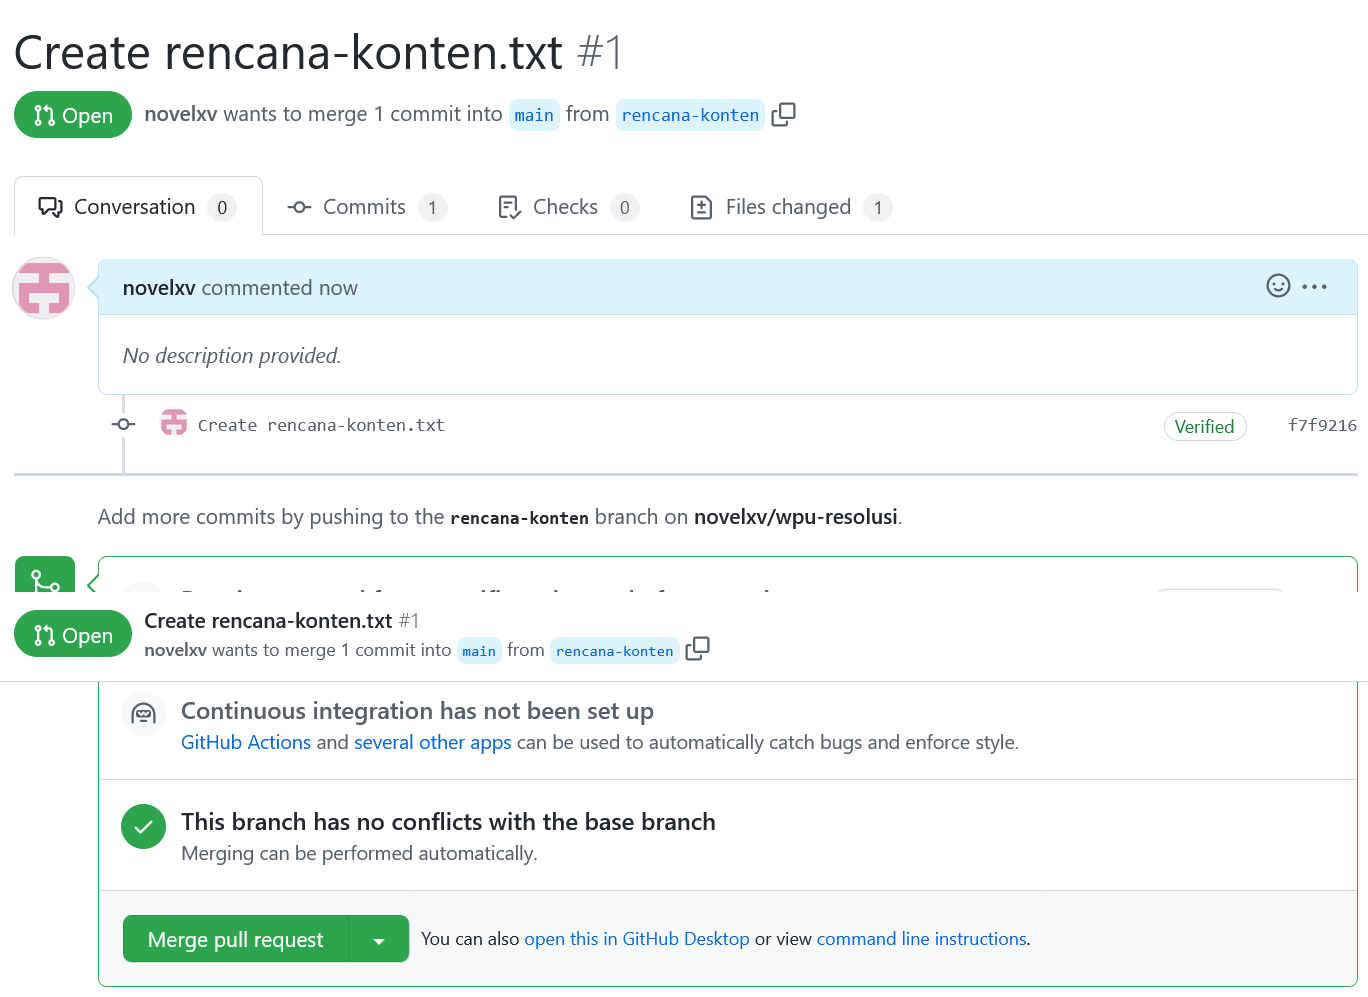 Create rencana-konten.txt #1
Open novelxv wants to merge 1 commit into main from rencana-konten
Conversation 0 Commits 1 Checks 0 Files changed 1
novelxv commented now
No description provided.
Create rencana-konten.txt Verified f7f9216
Add more commits by pushing to the rencana-konten branch on novelxv/wpu-resolusi.
Open
Create rencana-konten.txt #1
novelxv wants to merge 1 commit into main from rencana-konten
Continuous integration has not been set up
GitHub Actions and several other apps can be used to automatically catch bugs and enforce style.
This branch has no conflicts with the base branch
Merging can be performed automatically.
Merge pull request You can also open this in GitHub Desktop or view command line instructions.